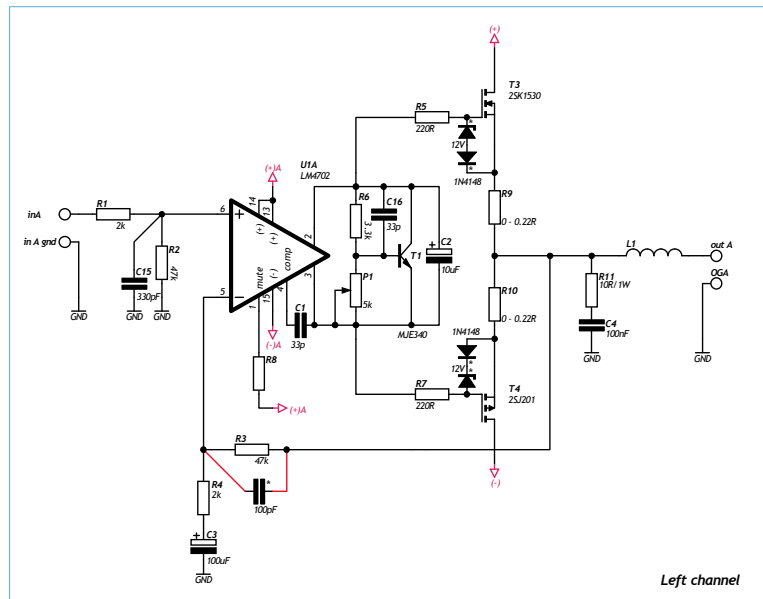 (+)
T3
2SK1530
R5
220R
12V
*
*
1N4148
U1A
LM4702
(+)A
R6
3.3k
C16
33p
R9
0 - 0.22R
inA
R1
2k
6
+
14
(+)
13
(+)
2
C2
10uF
+
T1
in A gnd
R2
47k
C15
330pF
GND
GND
GND
5
−
1
mute
15
(-)
4
comp
3
C1
33p
P1
5k
MJE340
L1
out A
OGA
R11
10R/1W
R10
0 - 0.22R
C4
100nF
GND
GND
(-)A
1N4148
12V
*
*
R8
(+)A
R7
220R
T4
2SJ201
R3
47k
(-)
R4
2k
*
100pF
+
C3
100uF
GND
Left channel